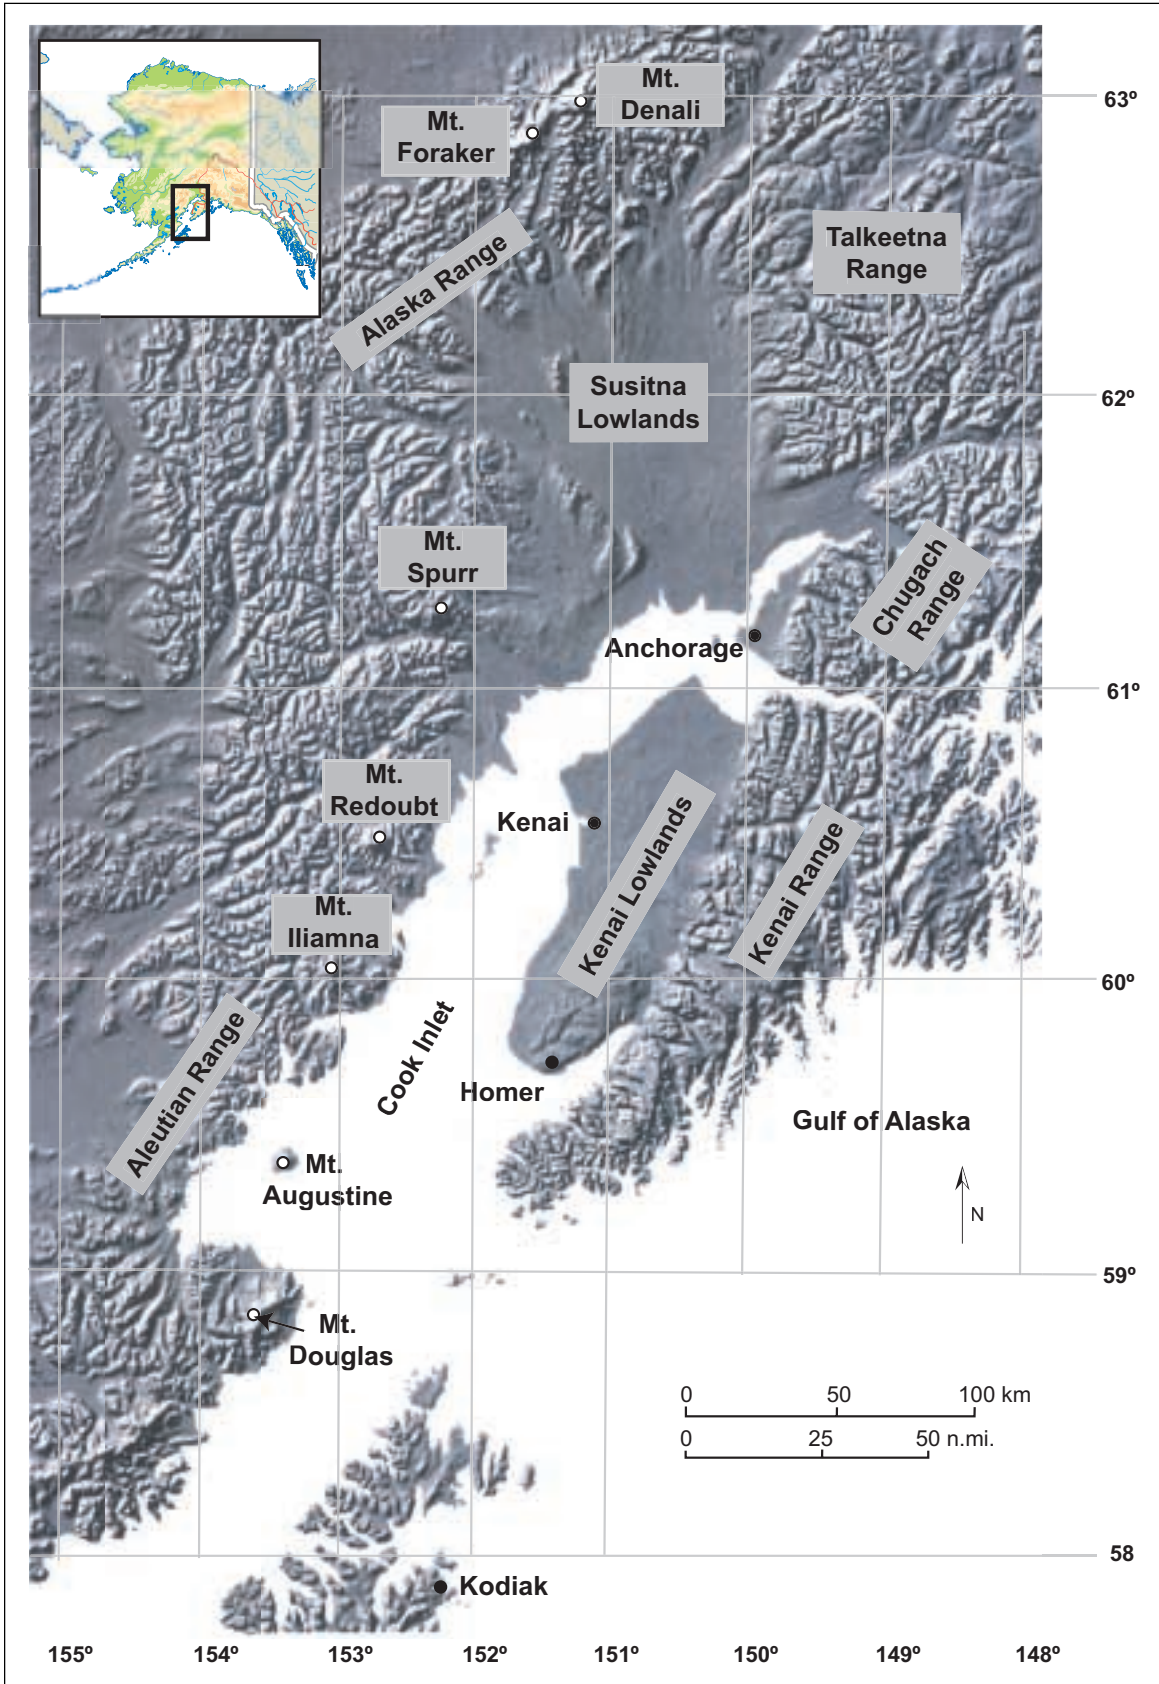 Mt.
Denali
63º
Mt.
Foraker
Talkeetna
Range
Alaska Range
Susitna
Lowlands
62º
Mt.
Spurr
Chugach
Range
Anchorage
61º
Mt.
Redoubt
Kenai
Kenai Lowlands
Kenai Range
Mt.
Iliamna
60º
Aleutian Range
Cook Inlet
Homer
Gulf of Alaska
Mt.
Augustine
N
59º
Mt.
Douglas
0 50 100 km
0 25 50 n.mi.
58
Kodiak
155º 154º 153º 152º 151º 150º 149º 148º